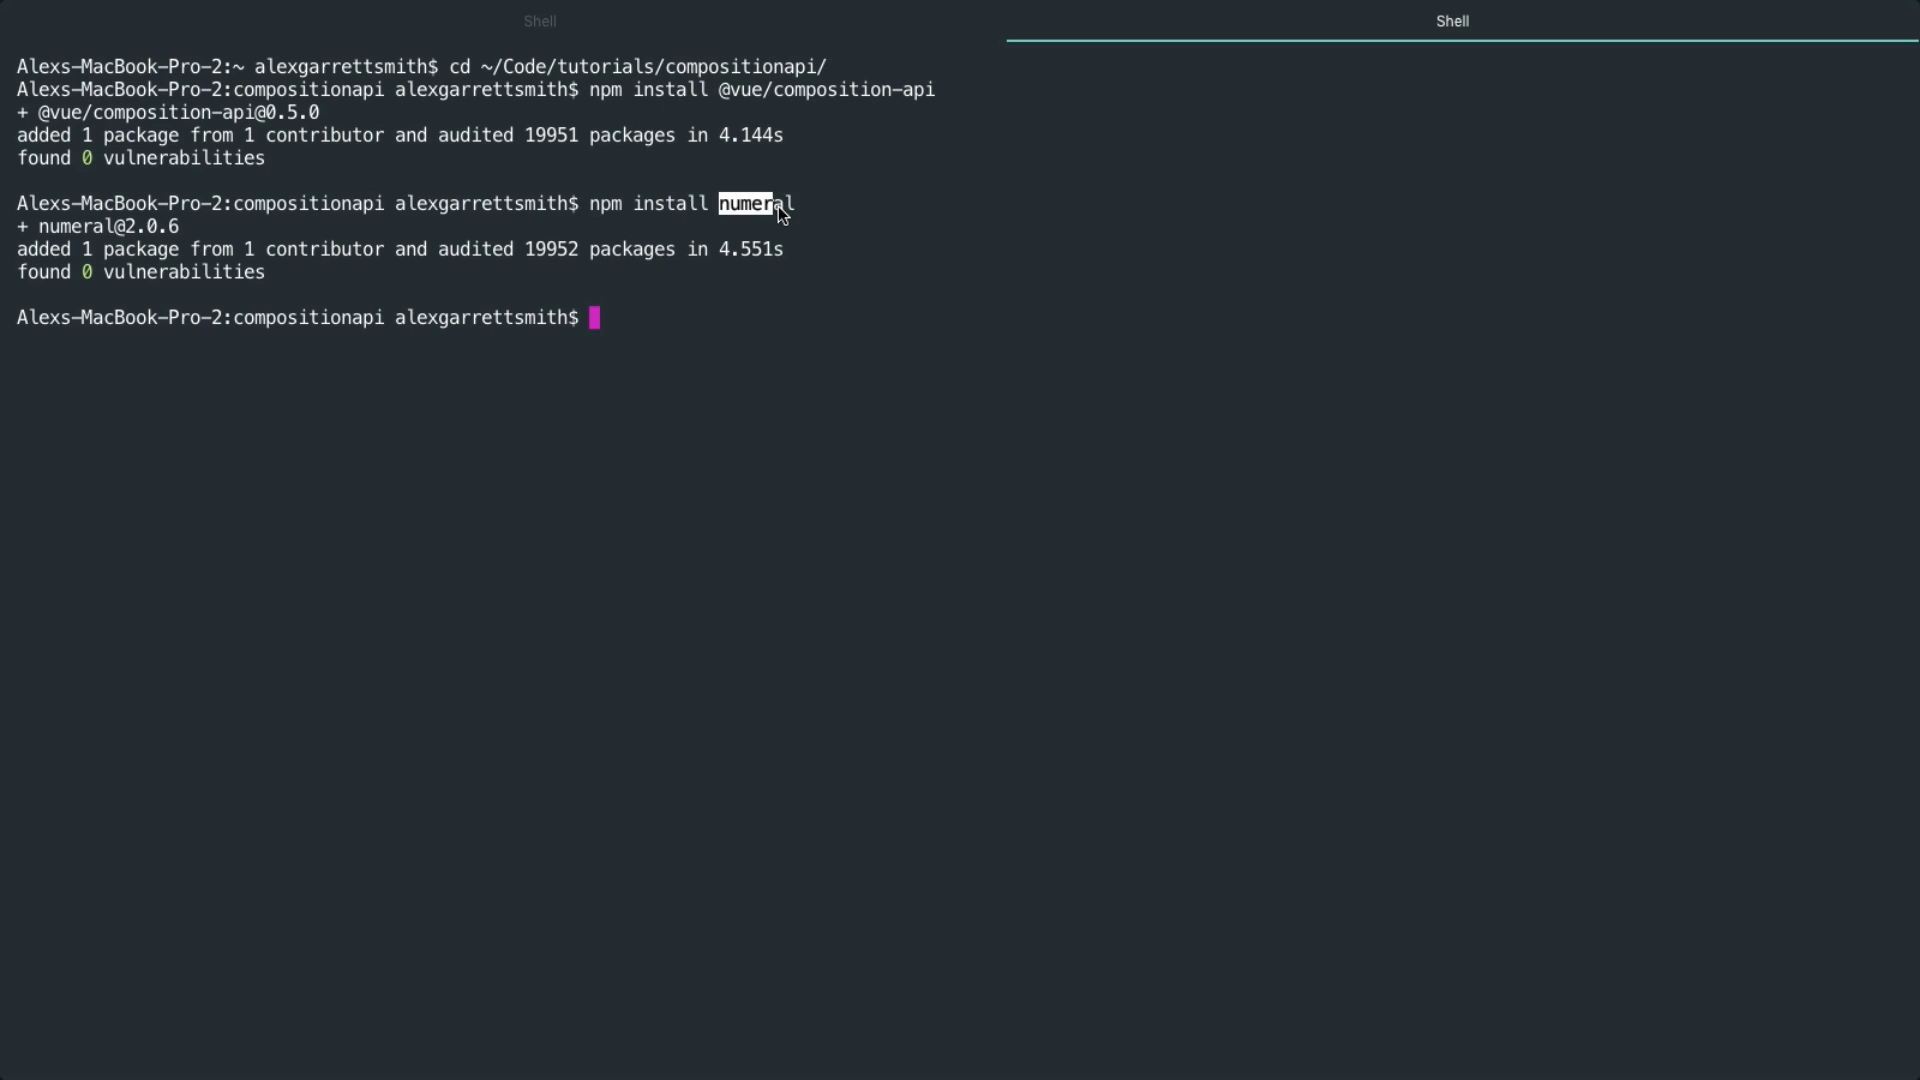 Shell
Shell
Alexs-MacBook-Pro-2:~ alexgarrettsmith$ cd ~/Code/tutorials/compositionapi/
Alexs-MacBook-Pro-2:compositionapi alexgarrettsmith$ npm install @vue/composition-api
+ @vue/composition-api@0.5.0
added 1 package from 1 contributor and audited 19951 packages in 4.144s
found 0 vulnerabilities
Alexs-MacBook-Pro-2:compositionapi alexgarrettsmith$ npm install numeral
+ numeral@2.0.6
added 1 package from 1 contributor and audited 19952 packages in 4.551s
found 0 vulnerabilities
Alexs-MacBook-Pro-2:compositionapi alexgarrettsmith$